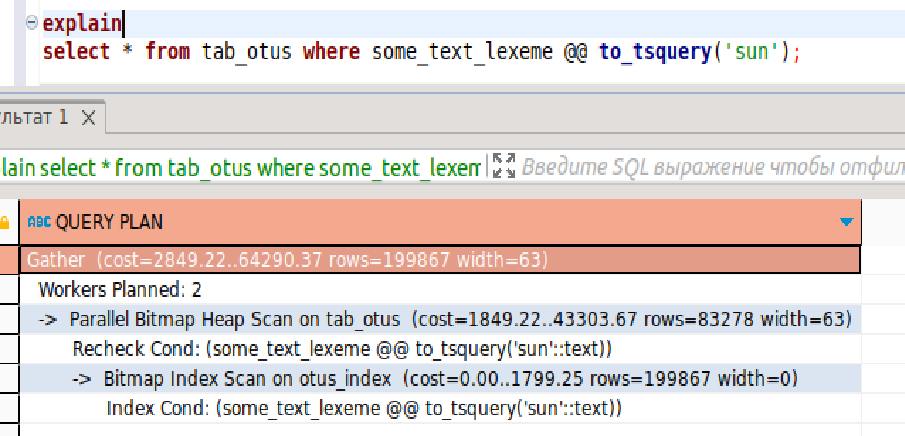 explain
select * from tab_otus where some_text_lexeme @@ to_tsquery('sun');
ультат 1
lain select * from tab_otus where some_text_lexem Введите SQL выражение чтобы отфил
ABC QUERY PLAN
Gather (cost=2849.22..64290.37 rows=199867 width=63)
Workers Planned: 2
-> Parallel Bitmap Heap Scan on tab_otus (cost=1849.22..43303.67 rows=83278 width=63)
Recheck Cond: (some_text_lexeme @@ to_tsquery('sun'::text))
-> Bitmap Index Scan on otus_index (cost=0.00..1799.25 rows=199867 width=0)
Index Cond: (some_text_lexeme @@ to_tsquery('sun'::text))